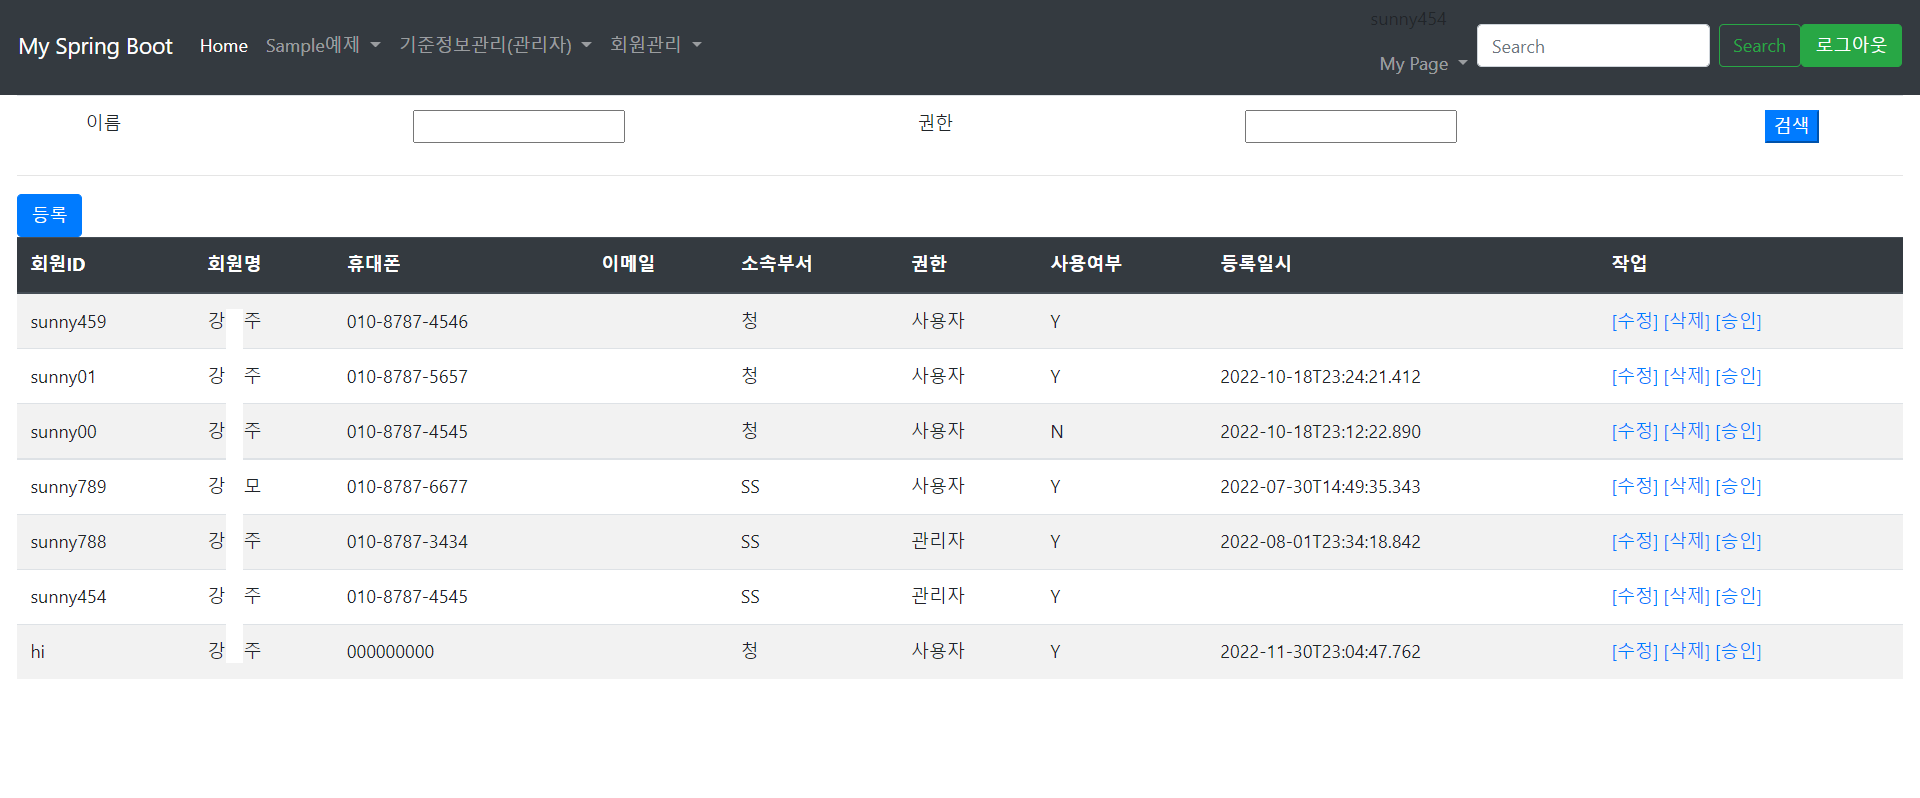 sunny454
My Spring Boot Home Sample예제 기준정보관리(관리자) 회원관리 My Page Search Search 로그아웃
이름 권한 검색
등록
회원ID 회원명 휴대폰 이메일 소속부서 권한 사용여부 등록일시 작업
sunny459 강 주 010-8787-4546 청 사용자 Y [수정] [삭제] [승인]
sunny01 강 주 010-8787-5657 청 사용자 Y 2022-10-18T23:24:21.412 [수정] [삭제] [승인]
sunny00 강 주 010-8787-4545 청 사용자 N 2022-10-18T23:12:22.890 [수정] [삭제] [승인]
sunny789 강 모 010-8787-6677 SS 사용자 Y 2022-07-30T14:49:35.343 [수정] [삭제] [승인]
sunny788 강 주 010-8787-3434 SS 관리자 Y 2022-08-01T23:34:18.842 [수정] [삭제] [승인]
sunny454 강 주 010-8787-4545 SS 관리자 Y [수정] [삭제] [승인]
hi 강 주 000000000 청 사용자 Y 2022-11-30T23:04:47.762 [수정] [삭제] [승인]